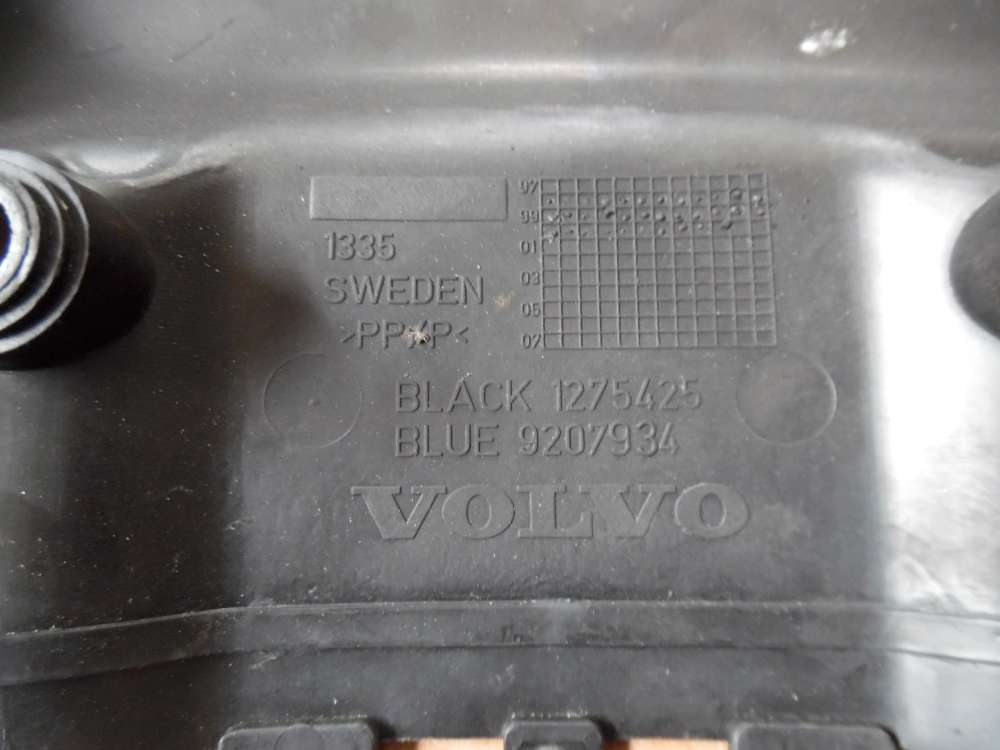 97
99
01
03
05
07
1335
SWEDEN
>PP/P<
BLACK 1275425
BLUE 9207934
VOLVO